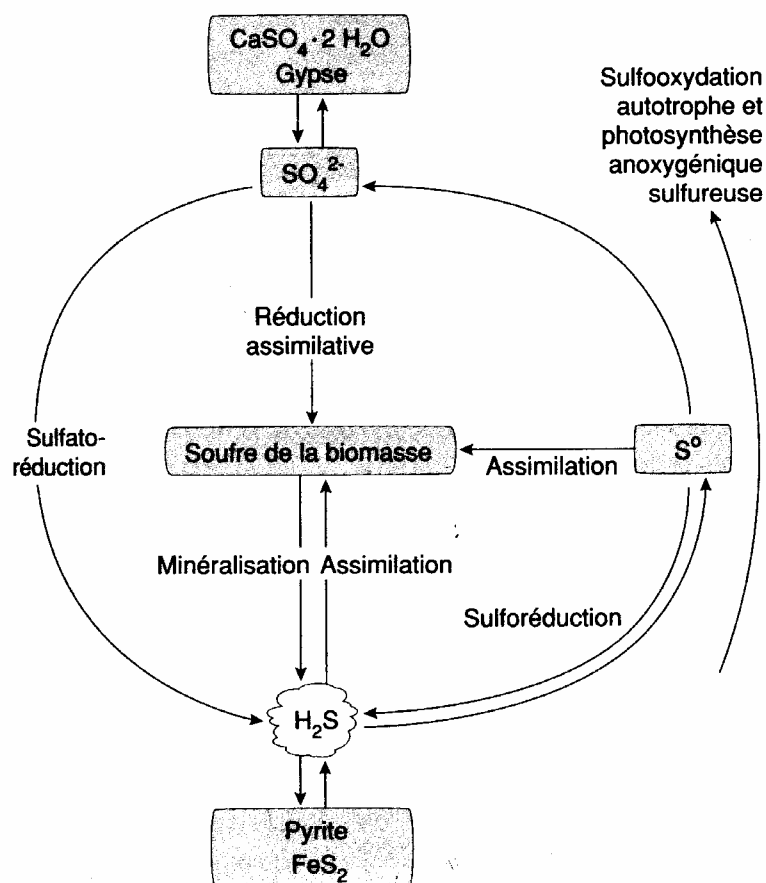 CaSO₄ · 2 H₂O
Gypse
Sulfooxydation
autotrophe et
photosynthèse
anoxygénique
sulfureuse
SO₄²⁻
Réduction
assimilative
Sulfato-
réduction
Soufre de la biomasse
Assimilation
S°
Minéralisation
Assimilation
Sulforéduction
H₂S
Pyrite
FeS₂